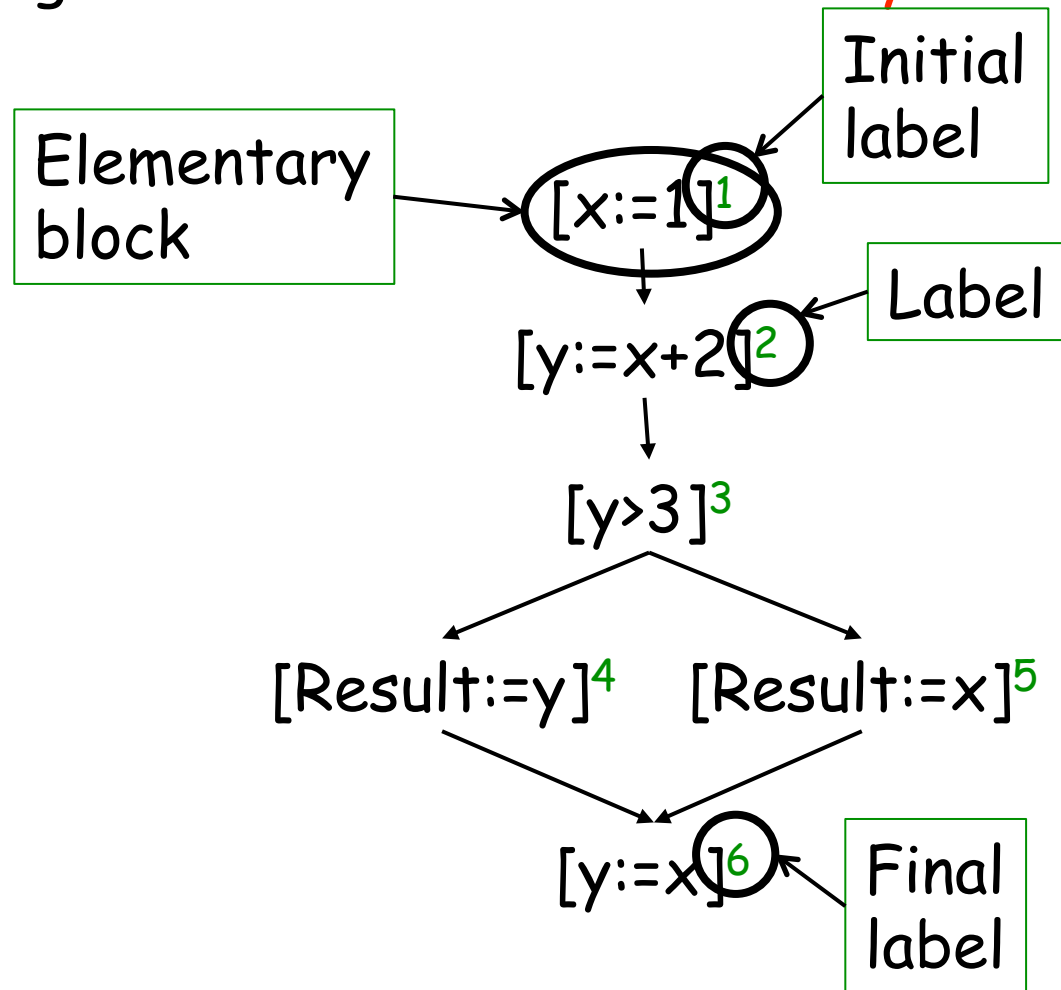 Initial
label
Elementary
block
[x:=1]1
Label
[y:=x+2]2
[y>3]3
[Result:=y]4 [Result:=x]5
[y:=x]6
Final
label